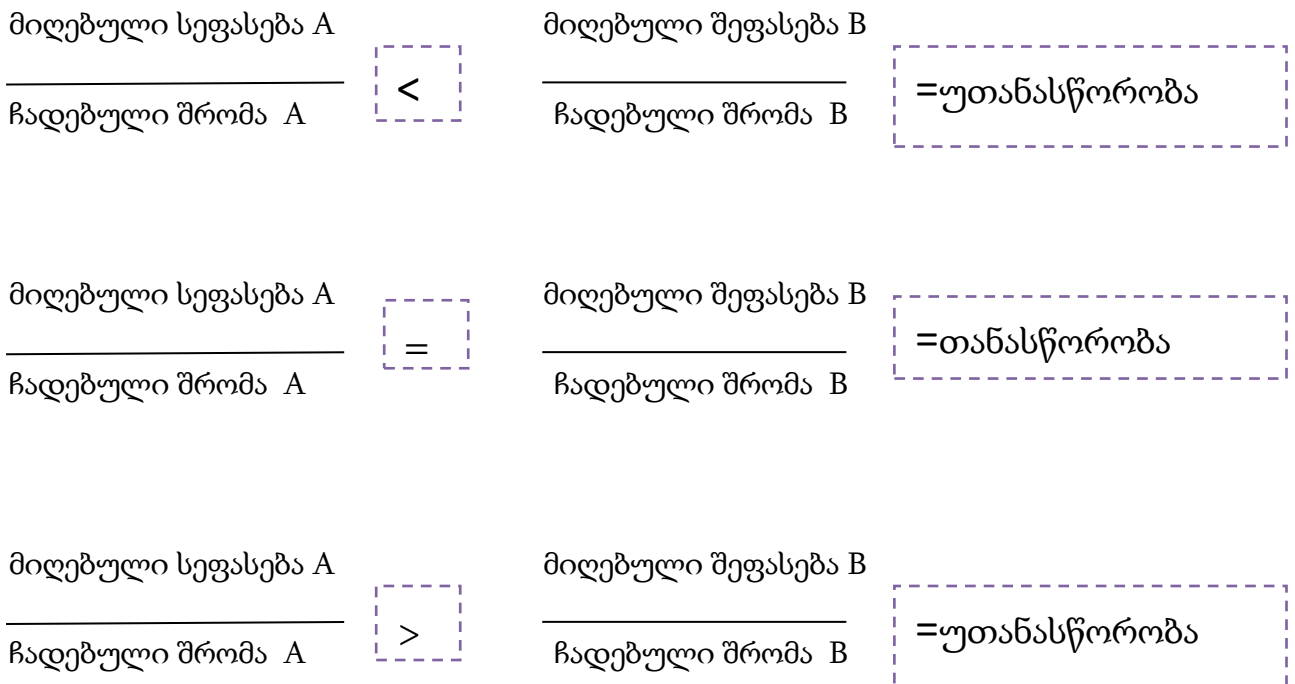 მიღებული სეფასება A
მიღებული შეფასება B
<
=უთანასწორობა
ჩადებული შრომა A
ჩადებული შრომა B
მიღებული სეფასება A
მიღებული შეფასება B
=
=თანასწორობა
ჩადებული შრომა A
ჩადებული შრომა B
მიღებული სეფასება A
მიღებული შეფასება B
>
=უთანასწორობა
ჩადებული შრომა A
ჩადებული შრომა B